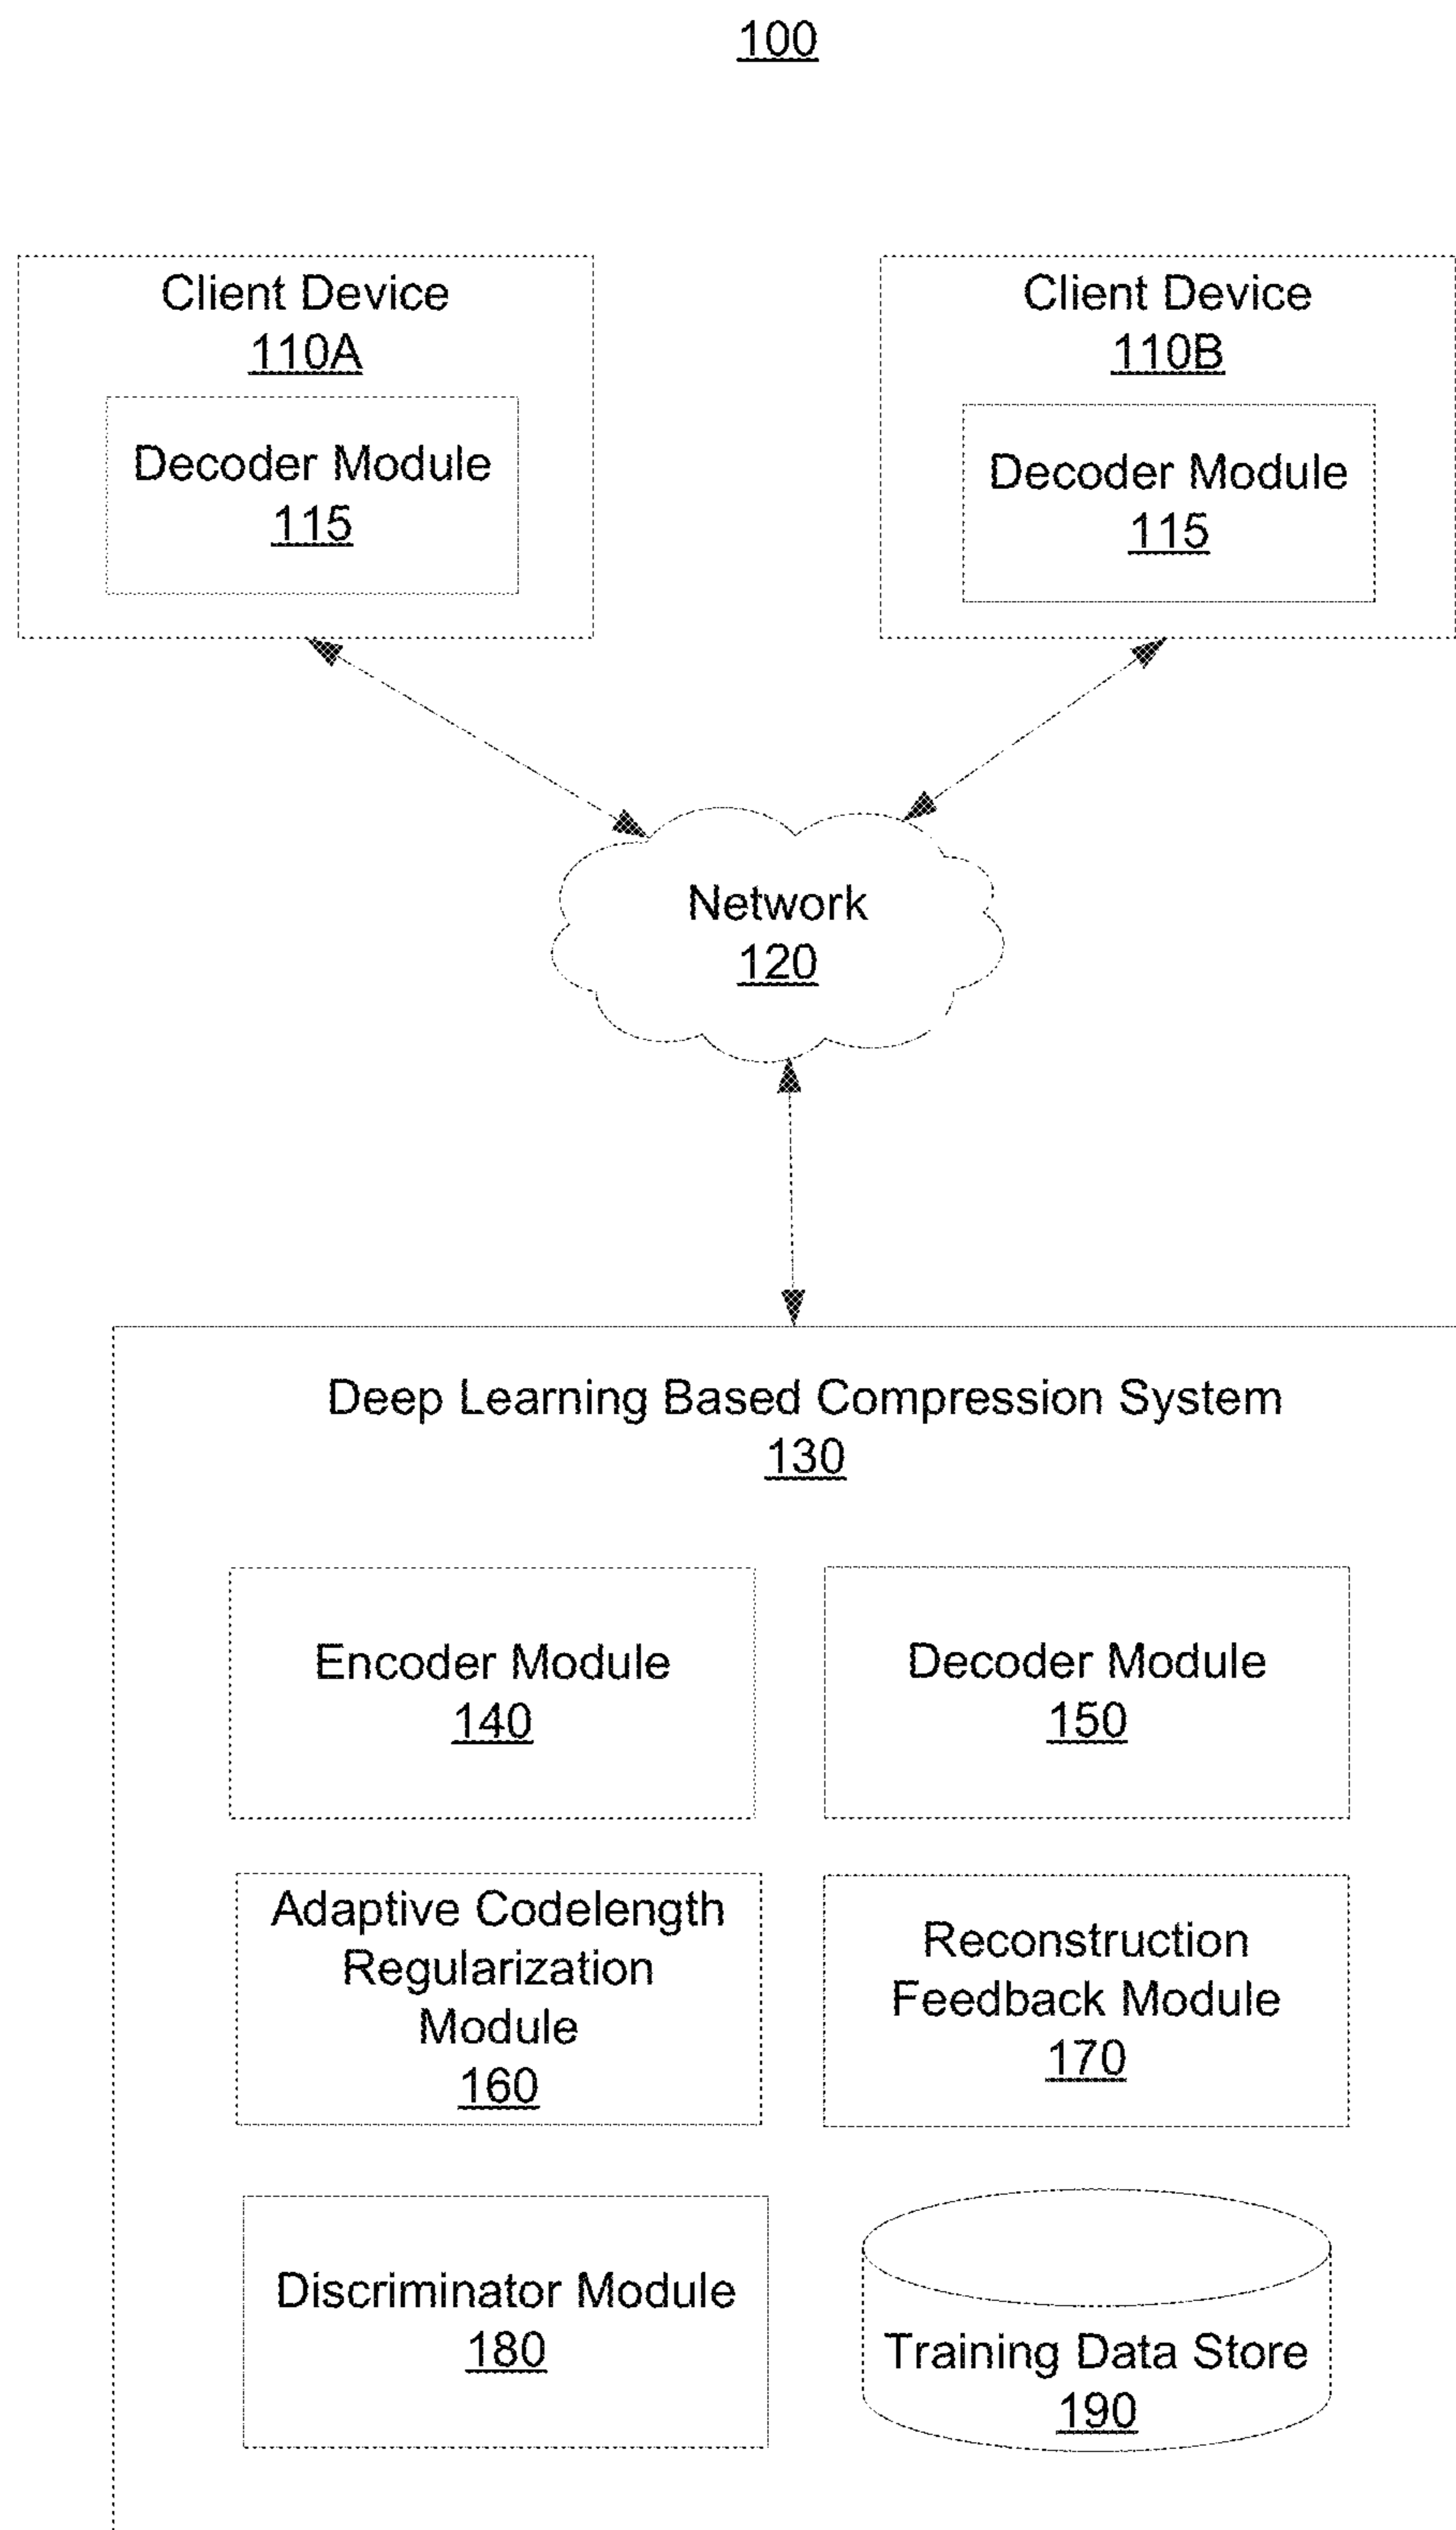 100
Client Device
110A
Decoder Module
115
Client Device
110B
Decoder Module
115
Network
120
Deep Learning Based Compression System
130
Encoder Module
140
Decoder Module
150
Adaptive Codelength
Regularization
Module
160
Reconstruction
Feedback Module
170
Discriminator Module
180
Training Data Store
190